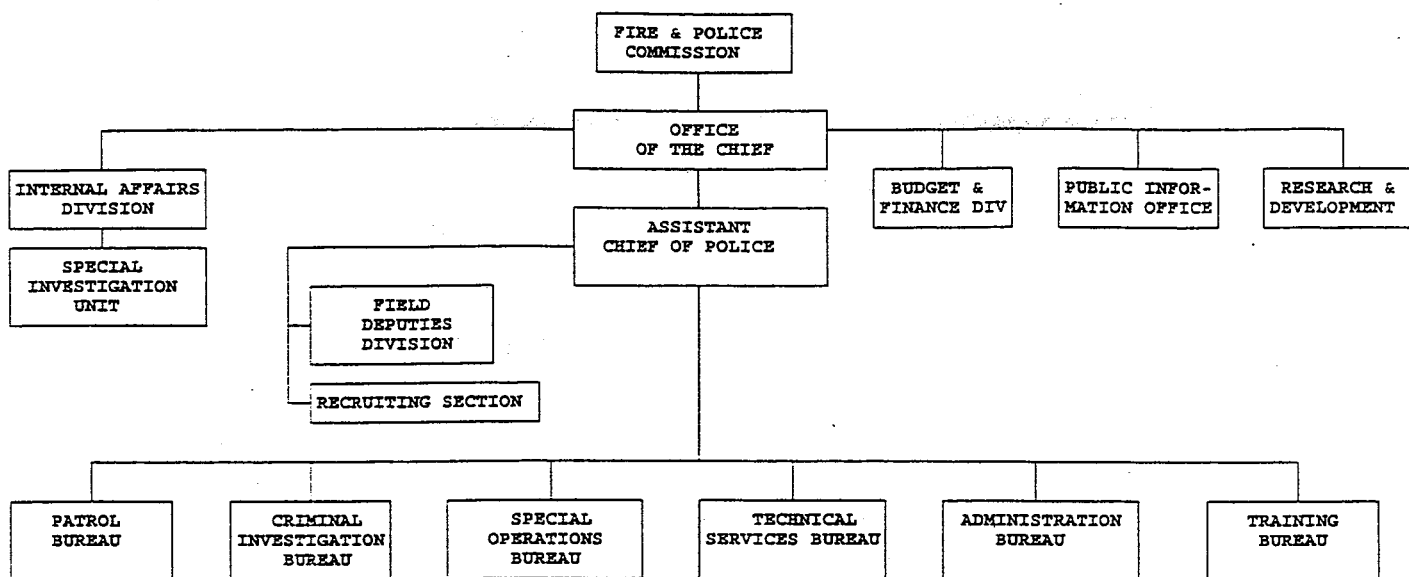 FIRE & POLICE
COMMISSION
OFFICE
OF THE CHIEF
INTERNAL AFFAIRS
DIVISION
SPECIAL
INVESTIGATION
UNIT
BUDGET &
FINANCE DIV
PUBLIC INFOR-
MATION OFFICE
RESEARCH &
DEVELOPMENT
ASSISTANT
CHIEF OF POLICE
FIELD
DEPUTIES
DIVISION
RECRUITING SECTION
PATROL
BUREAU
CRIMINAL
INVESTIGATION
BUREAU
SPECIAL
OPERATIONS
BUREAU
TECHNICAL
SERVICES BUREAU
ADMINISTRATION
BUREAU
TRAINING
BUREAU